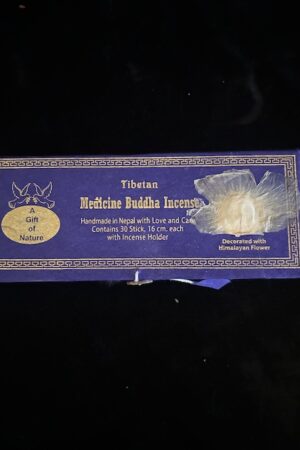 Tibetan
Medicine Buddha Incense
Handmade in Nepal with Love and Care
Contains 30 Stick, 16 cm. each
with Incense Holder
A
Gift
of
Nature
Decorated with
Himalayan Flower